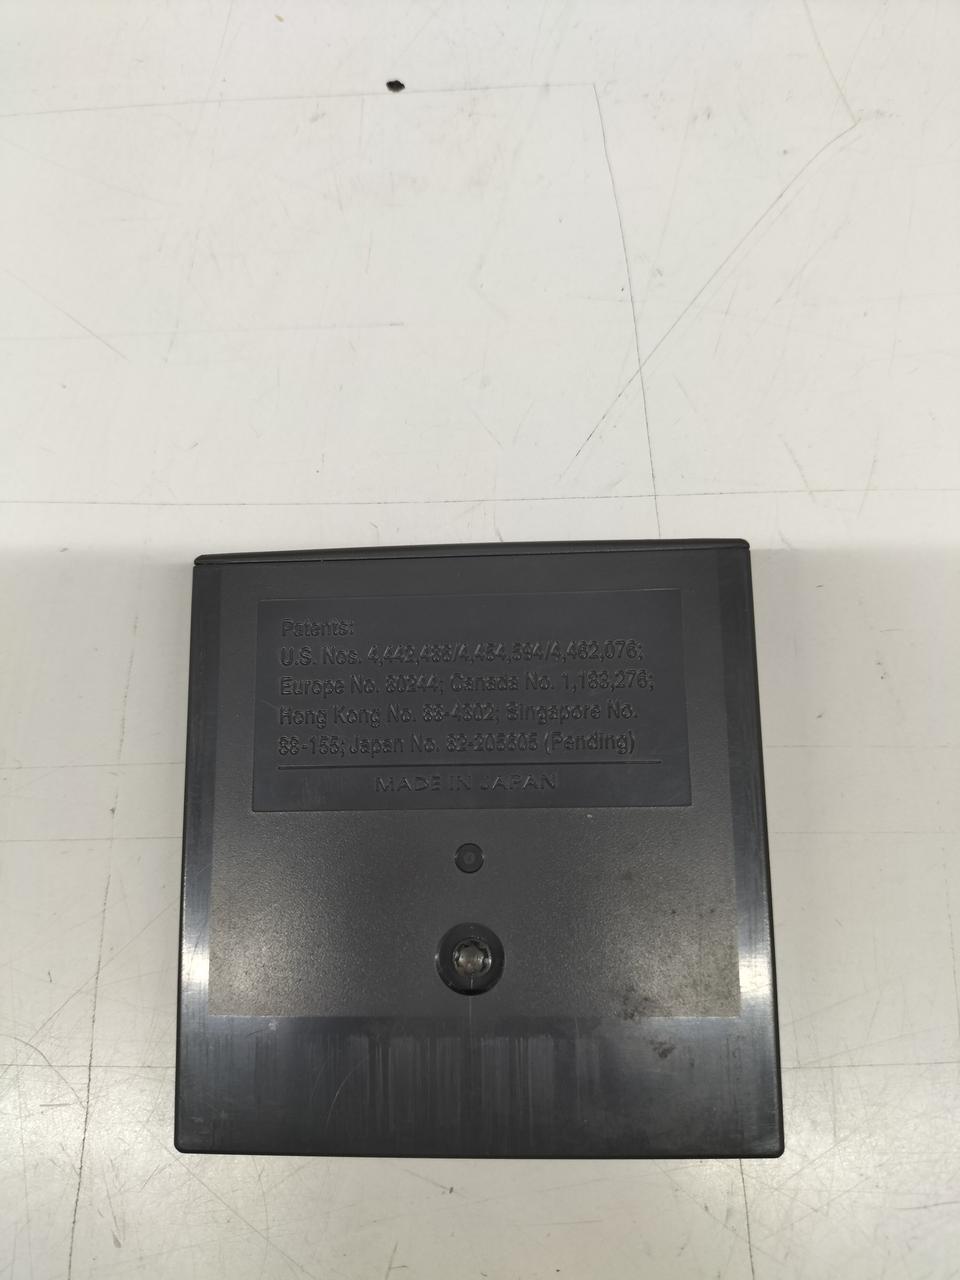 Patents:
U.S. Nos. 4,442,486/4,454,594/4,462,076;
Europe No. 80244; Canada No. 1,183,276;
Hong Kong No. 88-4302; Singapore No.
88-155; Japan No. 82-205605 (Pending)
MADE IN JAPAN